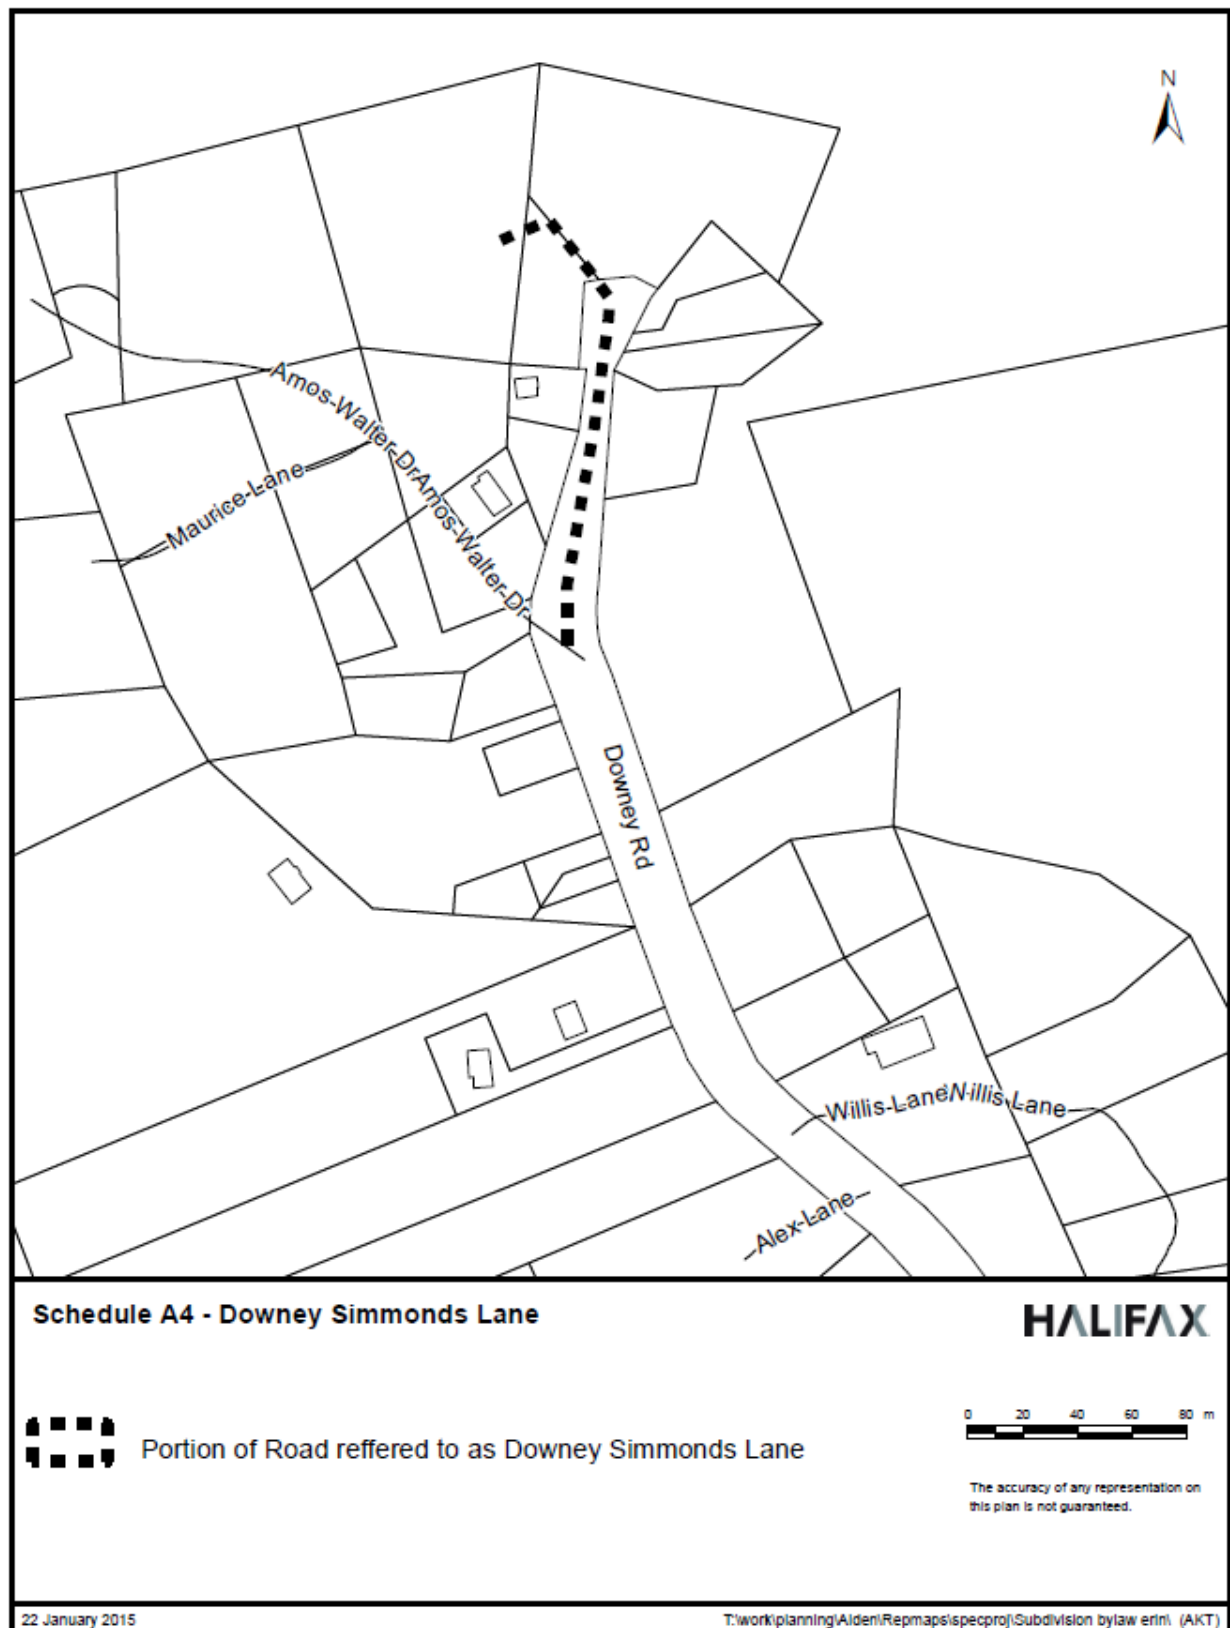 N
Amos-Walter-Dr
Amos-Walter-Dr
Maurice-Lane
Downey Rd
Willis-Lane
Willis-Lane
Alex-Lane
Schedule A4 - Downey Simmonds Lane
HALIFAX
0 20 40 60 80 m
Portion of Road reffered to as Downey Simmonds Lane
The accuracy of any representation on
this plan is not guaranteed.
22 January 2015
T:\work\planning\Aiden\Repmaps\specproj\Subdivision bylaw erin\ (AKT)